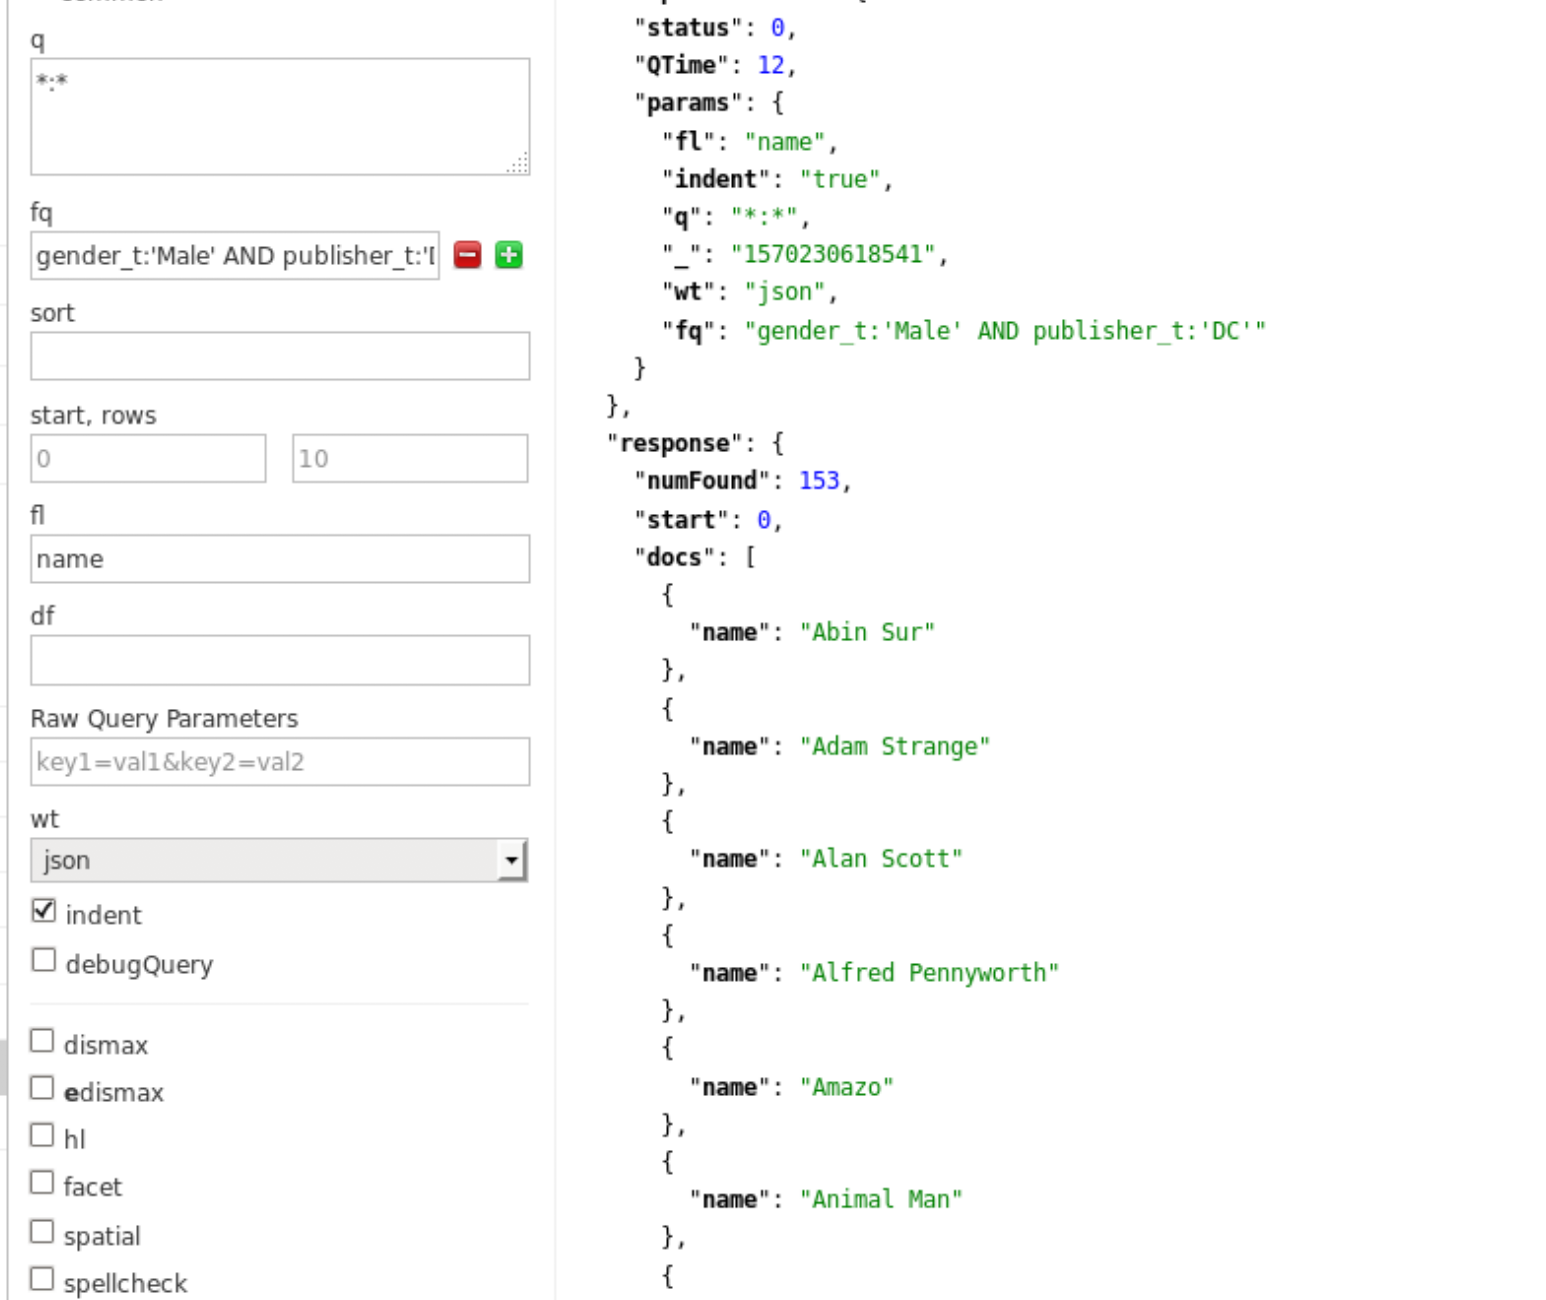 q
*:*
fq
gender_t:'Male' AND publisher_t:'
sort
start, rows
0 10
fl
name
df
Raw Query Parameters
key1=val1&key2=val2
wt
json
indent
debugQuery
dismax
edismax
hl
facet
spatial
spellcheck
"status": 0,
"QTime": 12,
"params": {
"fl": "name",
"indent": "true",
"q": "*:*",
"_": "1570230618541",
"wt": "json",
"fq": "gender_t:'Male' AND publisher_t:'DC'"
}
},
"response": {
"numFound": 153,
"start": 0,
"docs": [
{
"name": "Abin Sur"
},
{
"name": "Adam Strange"
},
{
"name": "Alan Scott"
},
{
"name": "Alfred Pennyworth"
},
{
"name": "Amazo"
},
{
"name": "Animal Man"
},
{